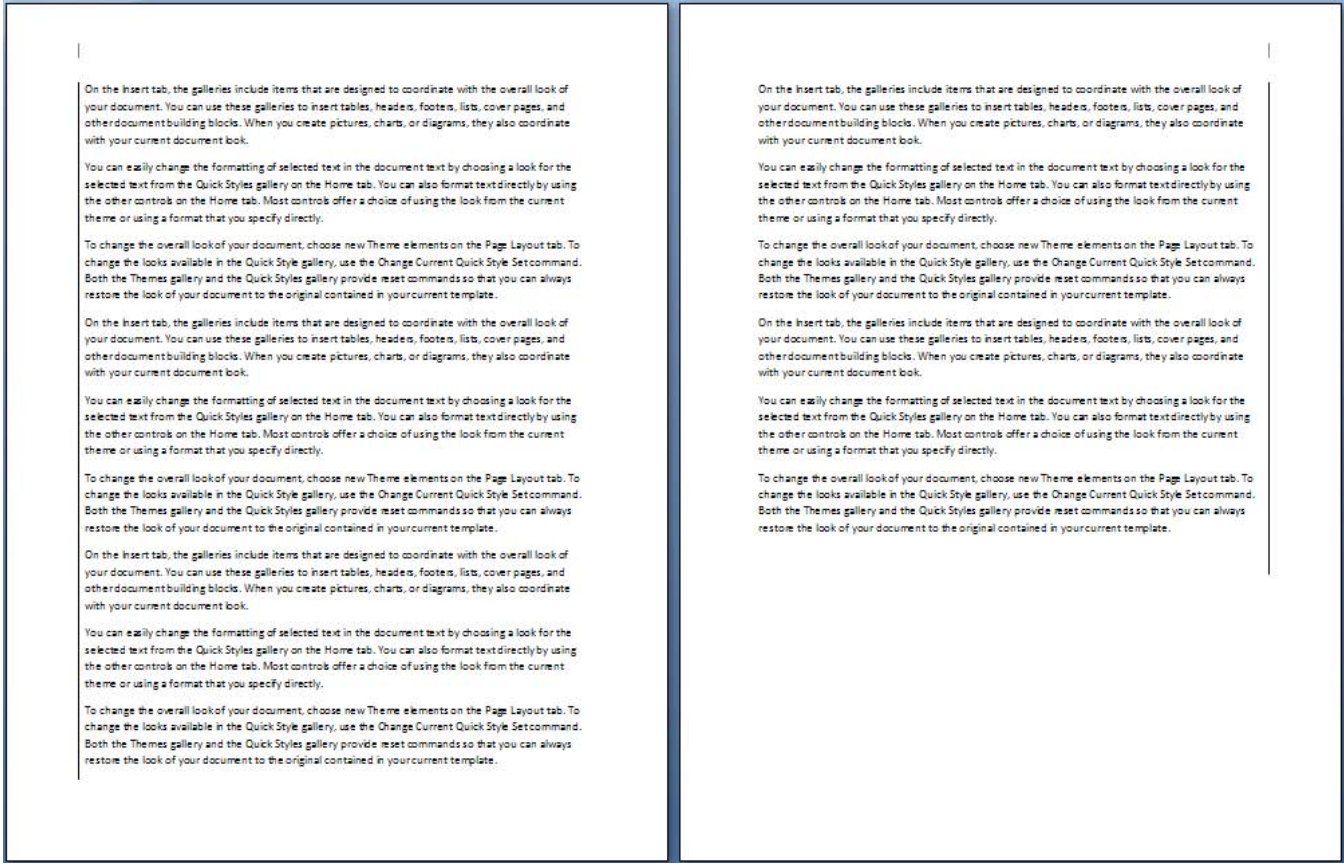 On the Insert tab, the galleries include items that are designed to coordinate with the overall look of
your document. You can use these galleries to insert tables, headers, footers, lists, cover pages, and
other document building blocks. When you create pictures, charts, or diagrams, they also coordinate
with your current document look.
You can easily change the formatting of selected text in the document text by choosing a look for the
selected text from the Quick Styles gallery on the Home tab. You can also format text directly by using
the other controls on the Home tab. Most controls offer a choice of using the look from the current
theme or using a format that you specify directly.
To change the overall look of your document, choose new Theme elements on the Page Layout tab. To
change the looks available in the Quick Style gallery, use the Change Current Quick Style Set command.
Both the Themes gallery and the Quick Styles gallery provide reset commands so that you can always
restore the look of your document to the original contained in your current template.
On the Insert tab, the galleries include items that are designed to coordinate with the overall look of
your document. You can use these galleries to insert tables, headers, footers, lists, cover pages, and
other document building blocks. When you create pictures, charts, or diagrams, they also coordinate
with your current document look.
You can easily change the formatting of selected text in the document text by choosing a look for the
selected text from the Quick Styles gallery on the Home tab. You can also format text directly by using
the other controls on the Home tab. Most controls offer a choice of using the look from the current
theme or using a format that you specify directly.
To change the overall look of your document, choose new Theme elements on the Page Layout tab. To
change the looks available in the Quick Style gallery, use the Change Current Quick Style Set command.
Both the Themes gallery and the Quick Styles gallery provide reset commands so that you can always
restore the look of your document to the original contained in your current template.
On the Insert tab, the galleries include items that are designed to coordinate with the overall look of
your document. You can use these galleries to insert tables, headers, footers, lists, cover pages, and
other document building blocks. When you create pictures, charts, or diagrams, they also coordinate
with your current document look.
You can easily change the formatting of selected text in the document text by choosing a look for the
selected text from the Quick Styles gallery on the Home tab. You can also format text directly by using
the other controls on the Home tab. Most controls offer a choice of using the look from the current
theme or using a format that you specify directly.
To change the overall look of your document, choose new Theme elements on the Page Layout tab. To
change the looks available in the Quick Style gallery, use the Change Current Quick Style Set command.
Both the Themes gallery and the Quick Styles gallery provide reset commands so that you can always
restore the look of your document to the original contained in your current template.
On the Insert tab, the galleries include items that are designed to coordinate with the overall look of
your document. You can use these galleries to insert tables, headers, footers, lists, cover pages, and
other document building blocks. When you create pictures, charts, or diagrams, they also coordinate
with your current document look.
You can easily change the formatting of selected text in the document text by choosing a look for the
selected text from the Quick Styles gallery on the Home tab. You can also format text directly by using
the other controls on the Home tab. Most controls offer a choice of using the look from the current
theme or using a format that you specify directly.
To change the overall look of your document, choose new Theme elements on the Page Layout tab. To
change the looks available in the Quick Style gallery, use the Change Current Quick Style Set command.
Both the Themes gallery and the Quick Styles gallery provide reset commands so that you can always
restore the look of your document to the original contained in your current template.
On the Insert tab, the galleries include items that are designed to coordinate with the overall look of
your document. You can use these galleries to insert tables, headers, footers, lists, cover pages, and
other document building blocks. When you create pictures, charts, or diagrams, they also coordinate
with your current document look.
You can easily change the formatting of selected text in the document text by choosing a look for the
selected text from the Quick Styles gallery on the Home tab. You can also format text directly by using
the other controls on the Home tab. Most controls offer a choice of using the look from the current
theme or using a format that you specify directly.
To change the overall look of your document, choose new Theme elements on the Page Layout tab. To
change the looks available in the Quick Style gallery, use the Change Current Quick Style Set command.
Both the Themes gallery and the Quick Styles gallery provide reset commands so that you can always
restore the look of your document to the original contained in your current template.